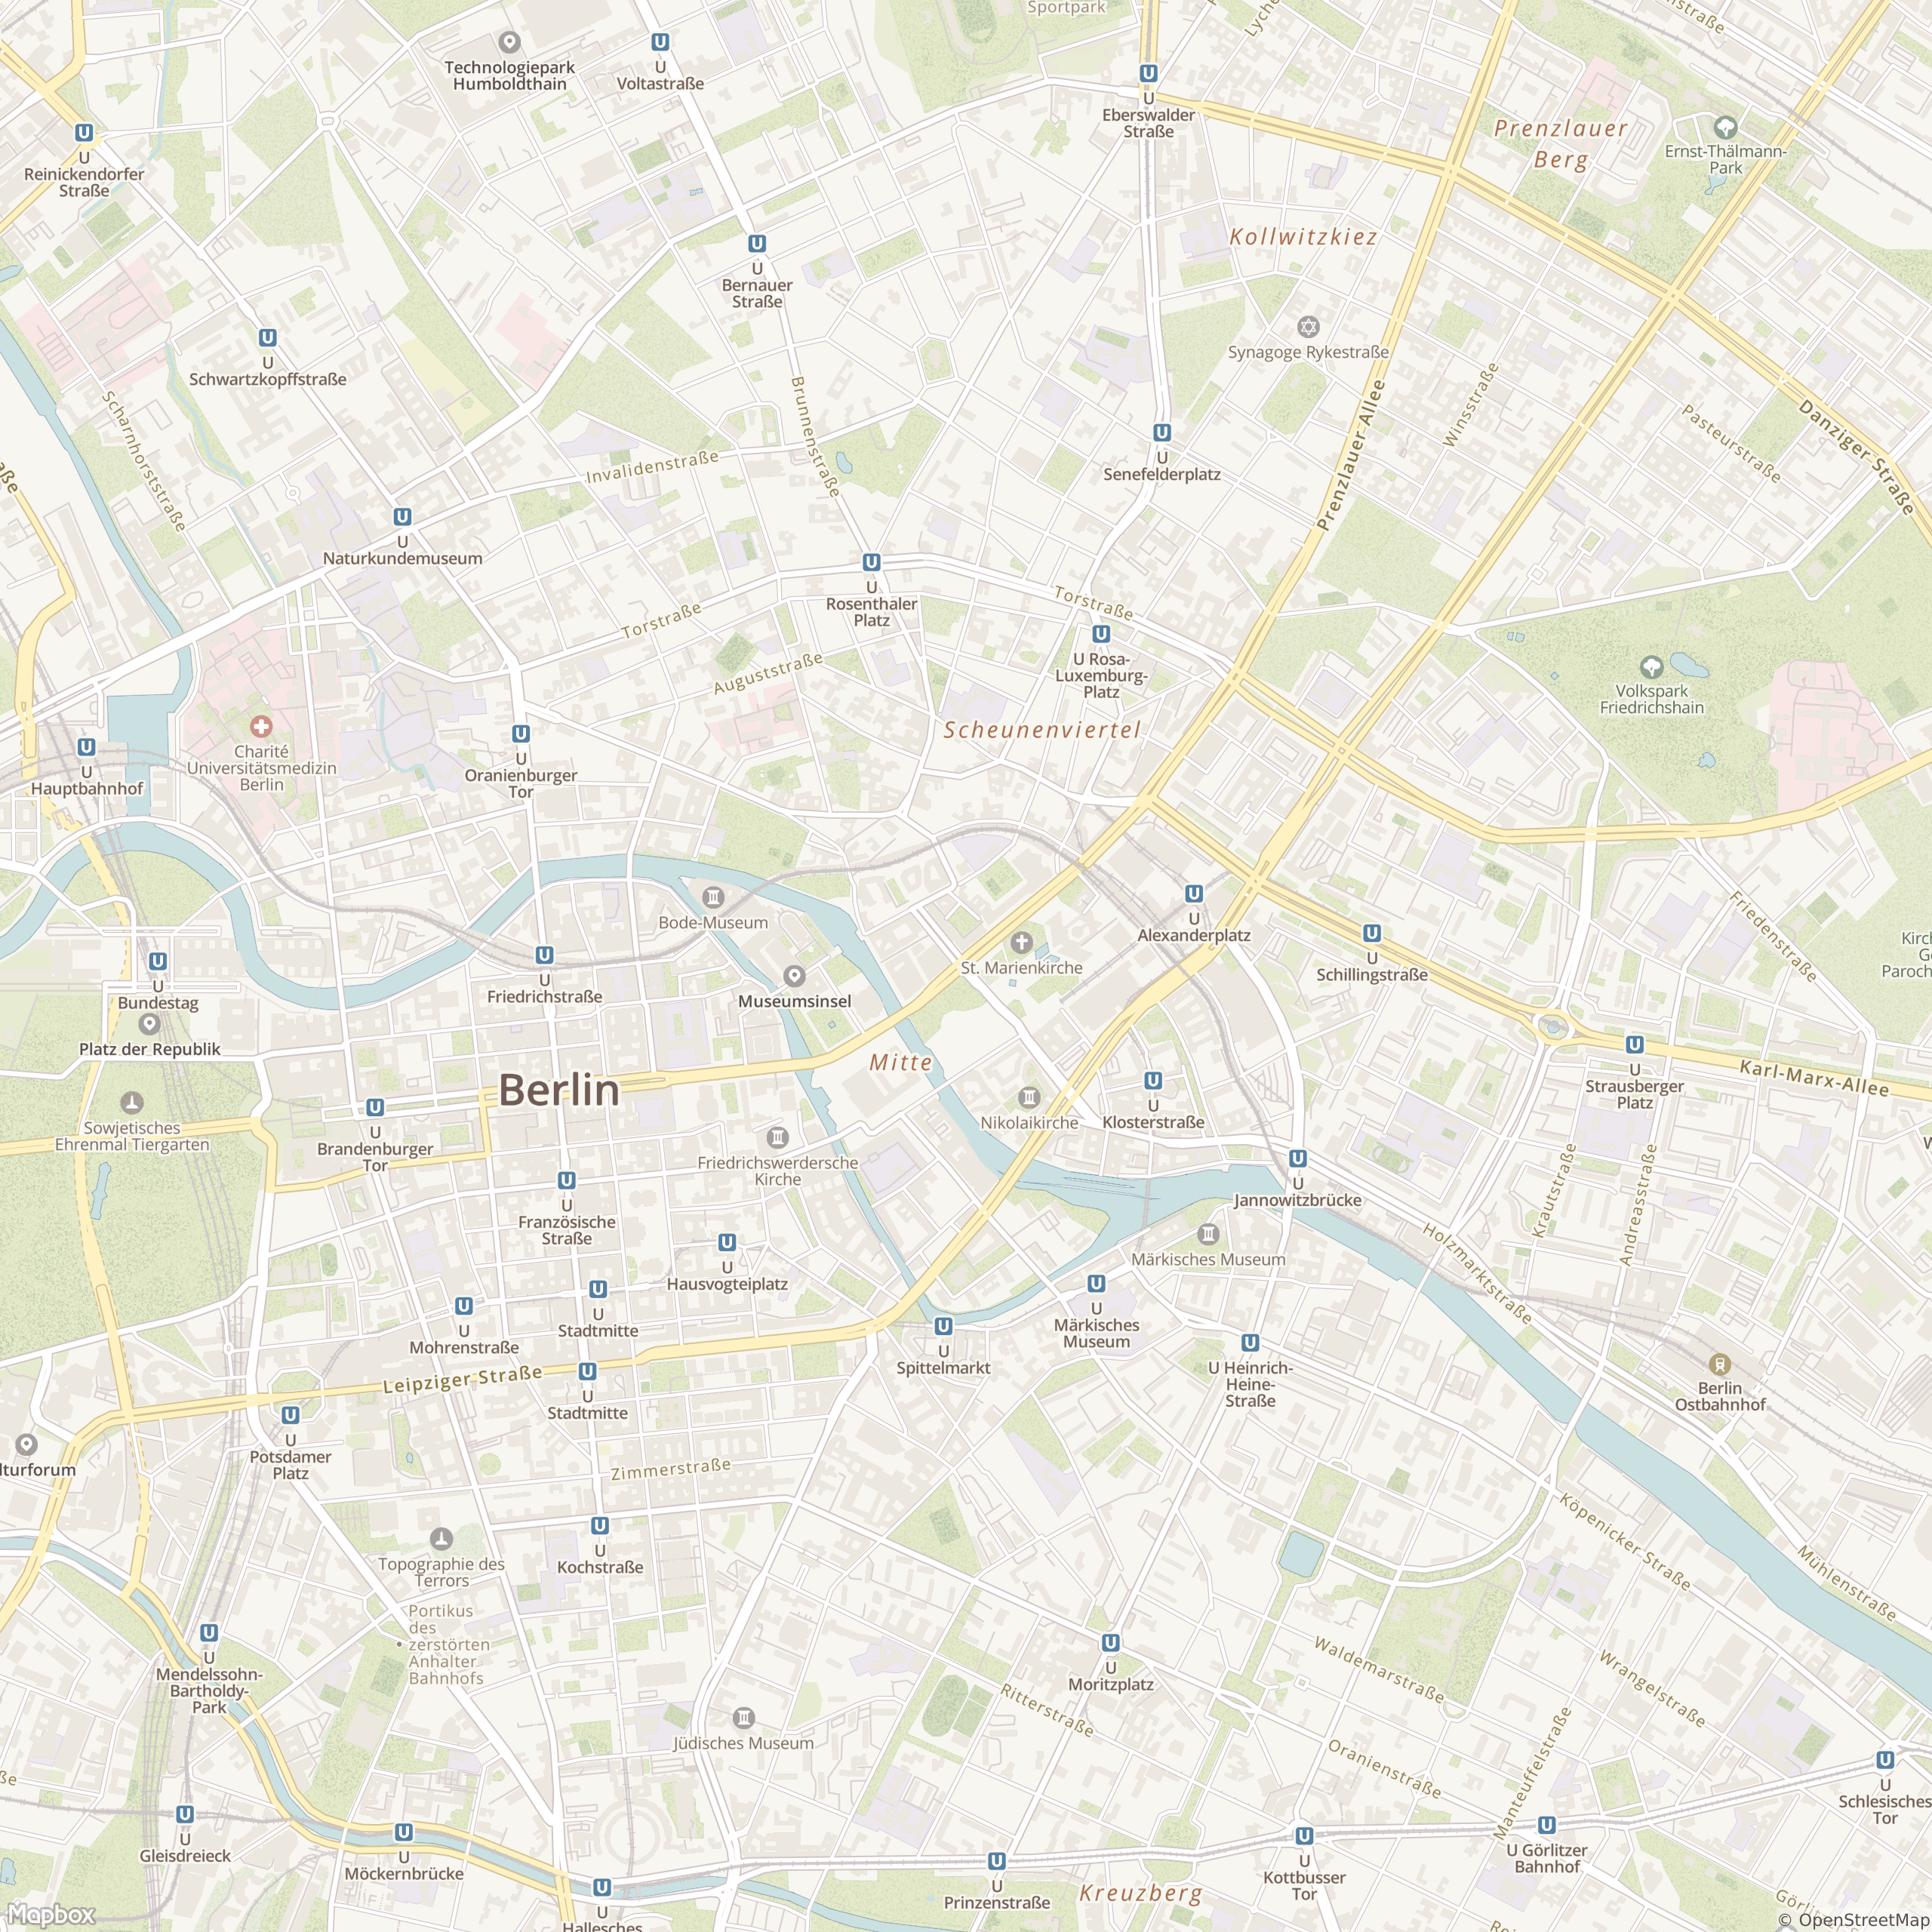 Sportpark
Technologiepark
Humboldthain
U
Voltastraße
U
Eberswalder
Straße
U
Reinickendorfer
Straße
Prenzlauer
Berg
Ernst-Thälmann-
Park
Kollwitzkiez
U
Bernauer
Straße
U
Schwartzkopffstraße
Synagoge Rykestraße
Scharnhorststraße
Brunnenstraße
Invalidenstraße
Prenzlauer Allee
Winsstraße
Pasteurstraße
Danziger Straße
U
Senefelderplatz
U
Naturkundemuseum
U
Rosenthaler
Platz
Torstraße
Torstraße
Auguststraße
U Rosa-
Luxemburg-
Platz
Volkspark
Friedrichshain
Scheunenviertel
Charité
Universitätsmedizin
Berlin
U
Hauptbahnhof
U
Oranienburger
Tor
Bode-Museum
U
Alexanderplatz
St. Marienkirche
U
Schillingstraße
Friedenstraße
U
Bundestag
U
Friedrichstraße
Museumsinsel
Platz der Republik
Mitte
Berlin
U
Strausberger
Platz
Karl-Marx-Allee
Sowjetisches
Ehrenmal Tiergarten
U
Brandenburger
Tor
Nikolaikirche
U
Klosterstraße
Friedrichswerdersche
Kirche
U
Jannowitzbrücke
Krautstraße
Andreasstraße
Holzmarktstraße
U
Französische
Straße
U
Hausvogteiplatz
Märkisches Museum
U
Mohrenstraße
U
Stadtmitte
U
Märkisches
Museum
U
Spittelmarkt
U Heinrich-
Heine-
Straße
Berlin
Ostbahnhof
Leipziger Straße
U
Stadtmitte
U
Potsdamer
Platz
lturforum
Zimmerstraße
Köpenicker Straße
Mühlenstraße
Topographie des
Terrors
U
Kochstraße
Portikus
des
zerstörten
Anhalter
Bahnhofs
U
Mendelssohn-
Bartholdy-
Park
U
Moritzplatz
Waldemarstraße
Wrangelstraße
Ritterstraße
Jüdisches Museum
Oranienstraße
Manteuffelstraße
U
Schlesisches
Tor
U
Gleisdreieck
U
Möckernbrücke
U
Kottbusser
Tor
U Görlitzer
Bahnhof
U
Prinzenstraße
Kreuzberg
U
Hallesches
Mapbox
© OpenStreetMap